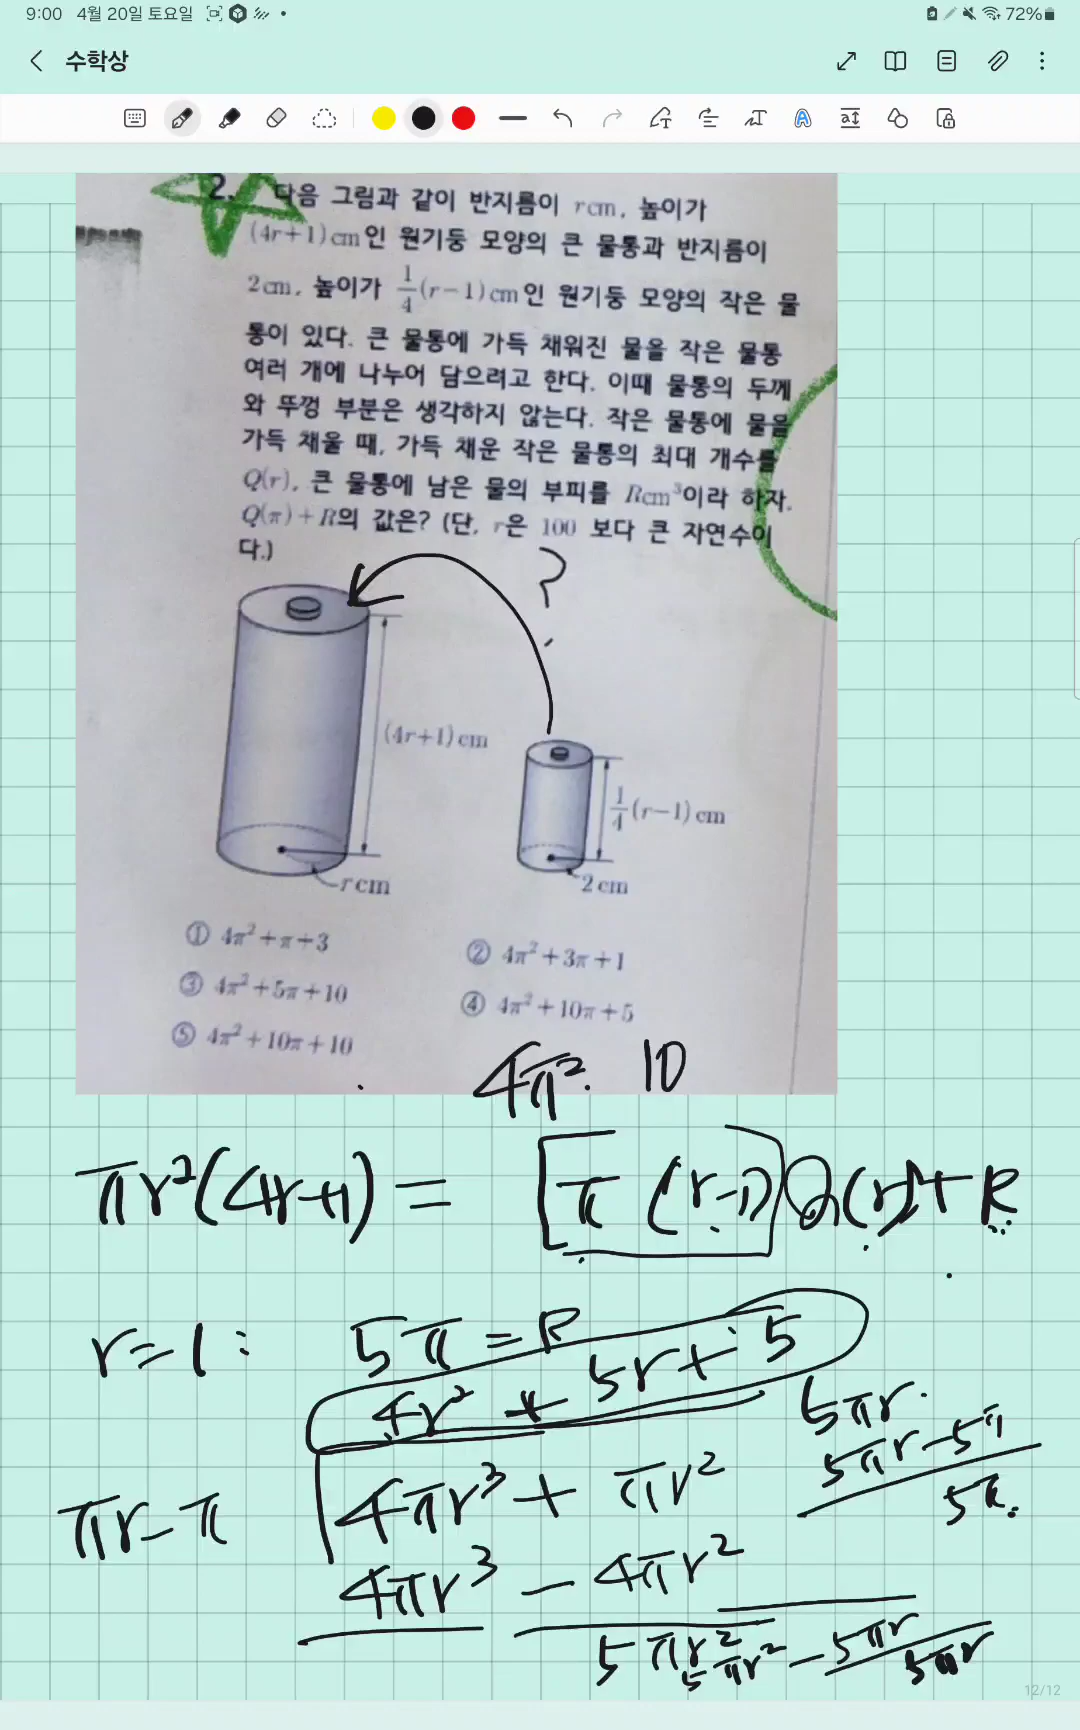 9:00 4월 20일 토요일
72%
수학상
2. 다음 그림과 같이 반지름이 r cm, 높이가
(4r+1)cm인 원기둥 모양의 큰 물통과 반지름이
2cm, 높이가 1/4(r-1)cm인 원기둥 모양의 작은 물
통이 있다. 큰 물통에 가득 채워진 물을 작은 물통
여러 개에 나누어 담으려고 한다. 이때 물통의 두께
와 뚜껑 부분은 생각하지 않는다. 작은 물통에 물을
가득 채울 때, 가득 채운 작은 물통의 최대 개수를
Q(r), 큰 물통에 남은 물의 부피를 Rcm³이라 하자.
Q(π)+R의 값은? (단, r은 100 보다 큰 자연수이
다.)
?
(4r+1)cm
1/4(r-1)cm
r cm
2cm
① 4π²+π+3
② 4π²+3π+1
③ 4π²+5π+10
④ 4π²+10π+5
⑤ 4π²+10π+10
4π² 10
πr²(4r+1) = [π(r-1)]Q(r)+R
r=1: 5π=R
4r² + 5r + 5
5πr
5πr-5π
5π
πr-π
4πr³ + πr²
4πr³ - 4πr²
5πr²
5πr² - 5πr
5πr
12/12